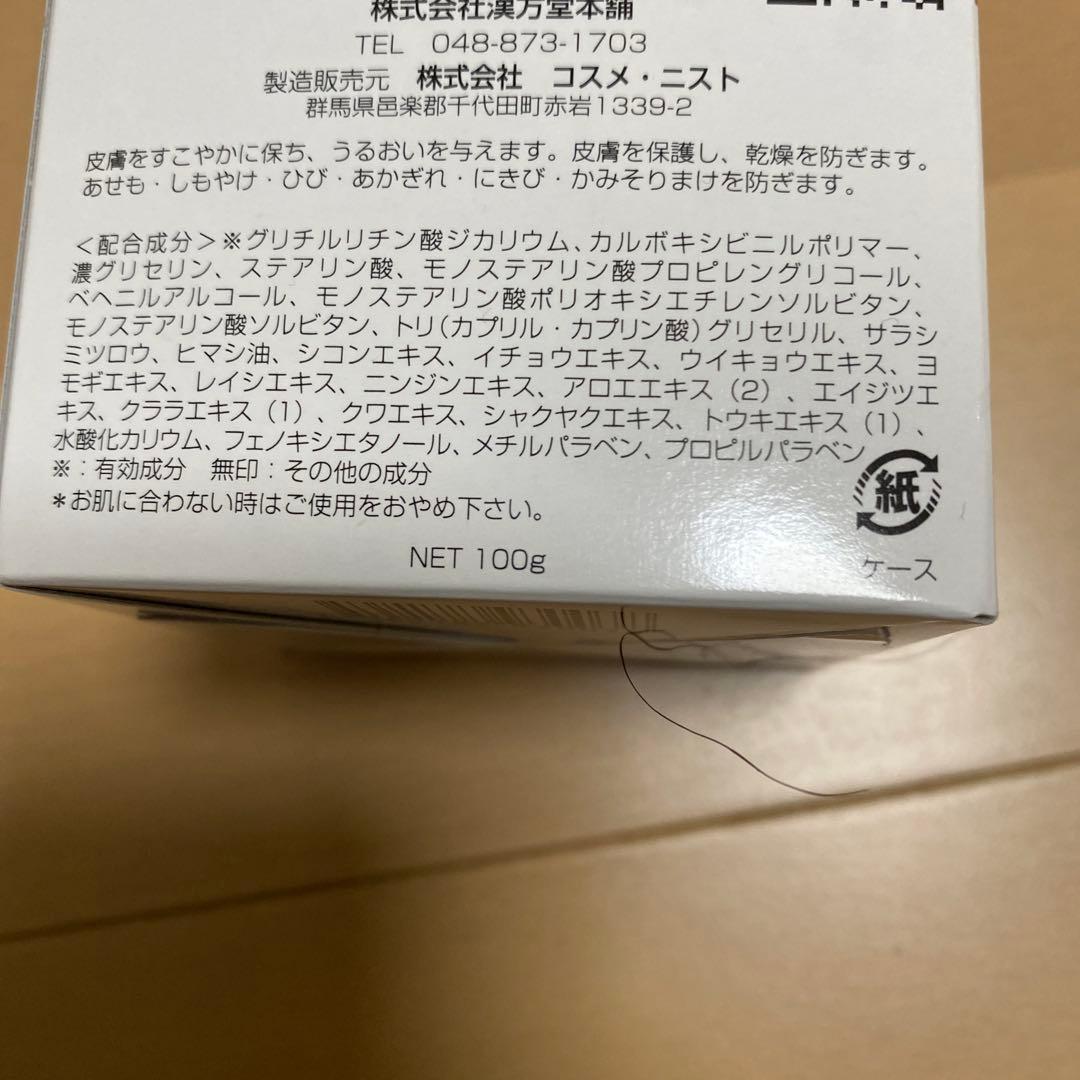 株式会社漢方堂本舗
TEL 048-873-1703
製造販売元 株式会社 コスメ・ニスト
群馬県邑楽郡千代田町赤岩1339-2
皮膚をすこやかに保ち、うるおいを与えます。皮膚を保護し、乾燥を防ぎます。
あせも・しもやけ・ひび・あかぎれ・にきび・かみそりまけを防ぎます。
＜配合成分＞※グリチルリチン酸ジカリウム、カルボキシビニルポリマー、
濃グリセリン、ステアリン酸、モノステアリン酸プロピレングリコール、
ベヘニルアルコール、モノステアリン酸ポリオキシエチレンソルビタン、
モノステアリン酸ソルビタン、トリ(カプリル・カプリン酸)グリセリル、サラシ
ミツロウ、ヒマシ油、シコンエキス、イチョウエキス、ウイキョウエキス、ヨ
モギエキス、レイシエキス、ニンジンエキス、アロエエキス（2）、エイジツエ
キス、クララエキス（1）、クワエキス、シャクヤクエキス、トウキエキス（1）、
水酸化カリウム、フェノキシエタノール、メチルパラベン、プロピルパラベン
※：有効成分 無印：その他の成分
＊お肌に合わない時はご使用をおやめ下さい。
紙
NET 100g
ケース